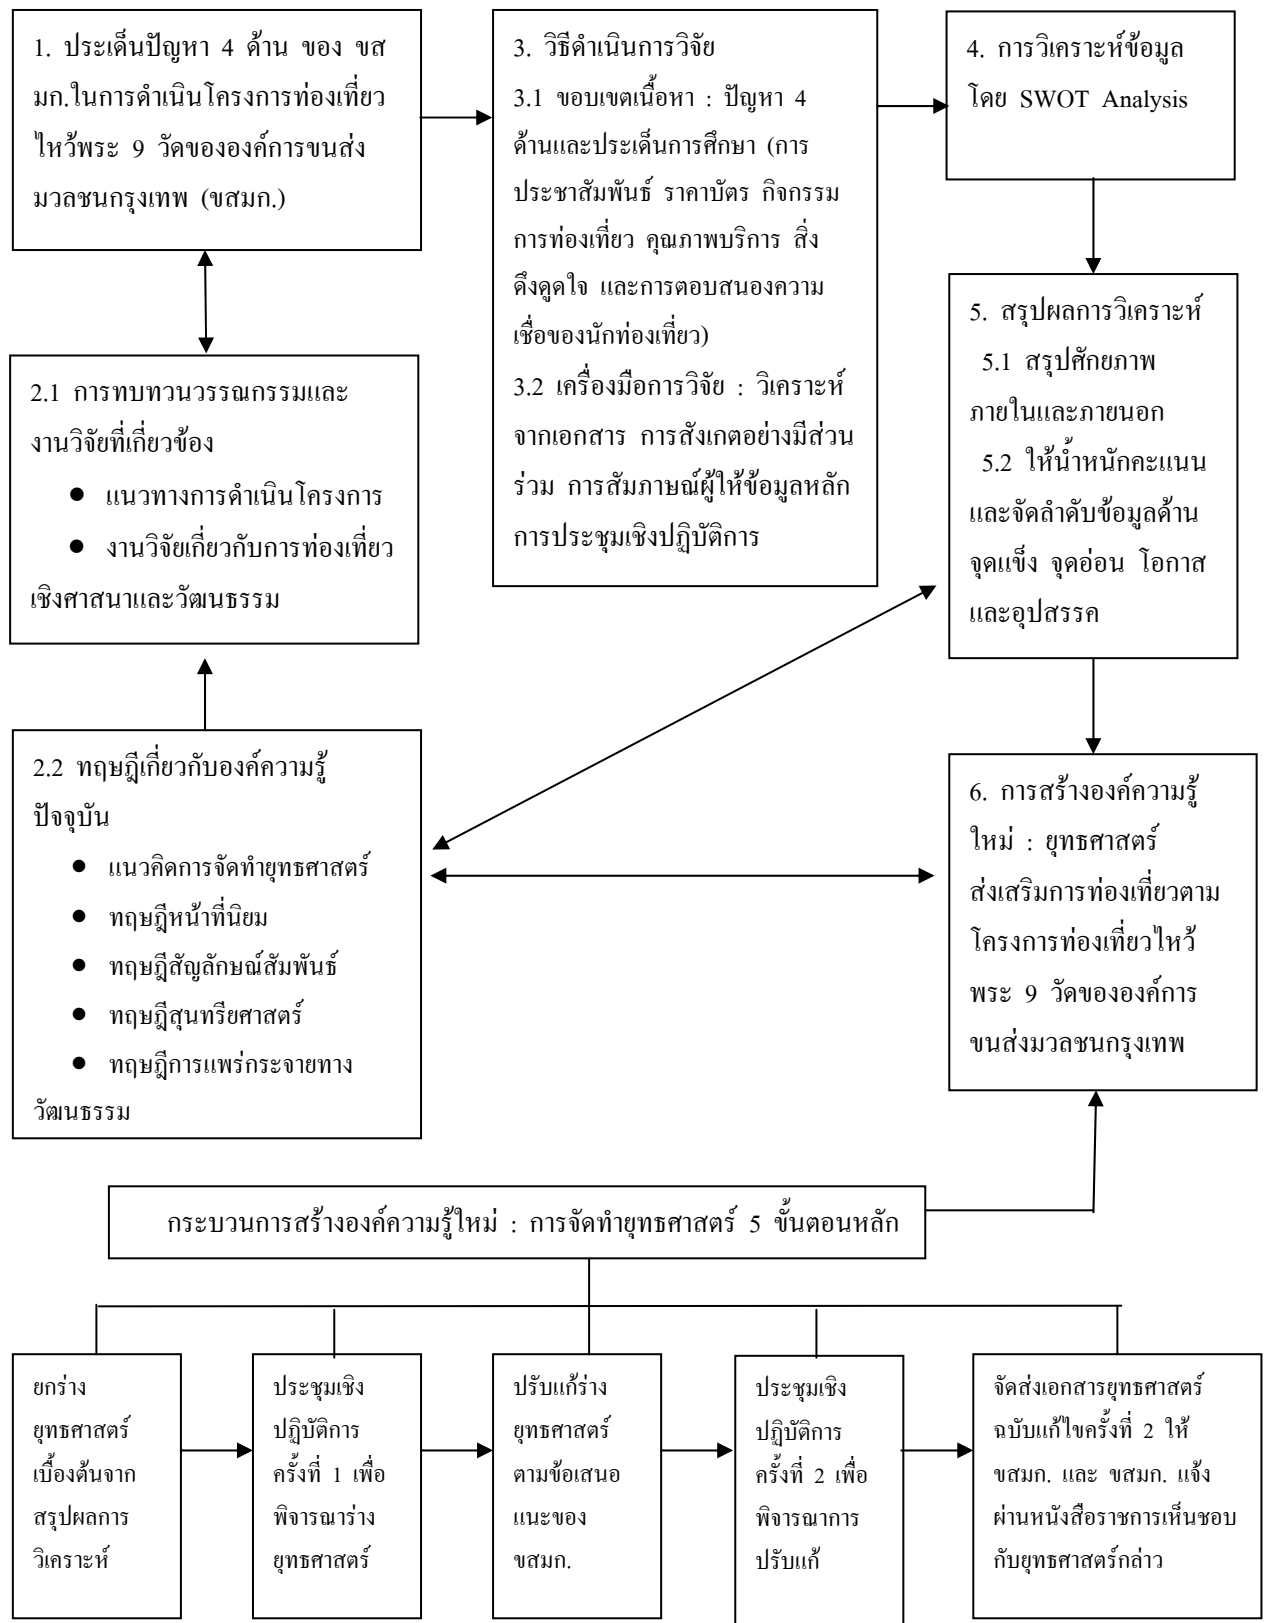 1. ประเด็นปัญหา 4 ด้าน ของ ขส
มก.ในการดำเนินโครงการท่องเที่ยว
ไหว้พระ 9 วัดขององค์การขนส่ง
มวลชนกรุงเทพ (ขสมก.)
2.1 การทบทวนวรรณกรรมและ
งานวิจัยที่เกี่ยวข้อง
● แนวทางการดำเนินโครงการ
● งานวิจัยเกี่ยวกับการท่องเที่ยว
เชิงศาสนาและวัฒนธรรม
2.2 ทฤษฎีเกี่ยวกับองค์ความรู้
ปัจจุบัน
● แนวคิดการจัดทำยุทธศาสตร์
● ทฤษฎีหน้าที่นิยม
● ทฤษฎีสัญลักษณ์สัมพันธ์
● ทฤษฎีสุนทรียศาสตร์
● ทฤษฎีการแพร่กระจายทาง
วัฒนธรรม
3. วิธีดำเนินการวิจัย
3.1 ขอบเขตเนื้อหา : ปัญหา 4
ด้านและประเด็นการศึกษา (การ
ประชาสัมพันธ์ ราคาบัตร กิจกรรม
การท่องเที่ยว คุณภาพบริการ สิ่ง
ดึงดูดใจ และการตอบสนองความ
เชื่อของนักท่องเที่ยว)
3.2 เครื่องมือการวิจัย : วิเคราะห์
จากเอกสาร การสังเกตอย่างมีส่วน
ร่วม การสัมภาษณ์ผู้ให้ข้อมูลหลัก
การประชุมเชิงปฏิบัติการ
4. การวิเคราะห์ข้อมูล
โดย SWOT Analysis
5. สรุปผลการวิเคราะห์
5.1 สรุปศักยภาพ
ภายในและภายนอก
5.2 ให้น้ำหนักคะแนน
และจัดลำดับข้อมูลด้าน
จุดแข็ง จุดอ่อน โอกาส
และอุปสรรค
6. การสร้างองค์ความรู้
ใหม่ : ยุทธศาสตร์
ส่งเสริมการท่องเที่ยวตาม
โครงการท่องเที่ยวไหว้
พระ 9 วัดขององค์การ
ขนส่งมวลชนกรุงเทพ
กระบวนการสร้างองค์ความรู้ใหม่ : การจัดทำยุทธศาสตร์ 5 ขั้นตอนหลัก
ยกร่าง
ยุทธศาสตร์
เบื้องต้นจาก
สรุปผลการ
วิเคราะห์
ประชุมเชิง
ปฏิบัติการ
ครั้งที่ 1 เพื่อ
พิจารณาร่าง
ยุทธศาสตร์
ปรับแก้ร่าง
ยุทธศาสตร์
ตามข้อเสนอ
แนะของ
ขสมก.
ประชุมเชิง
ปฏิบัติการ
ครั้งที่ 2 เพื่อ
พิจารณาการ
ปรับแก้
จัดส่งเอกสารยุทธศาสตร์
ฉบับแก้ไขครั้งที่ 2 ให้
ขสมก. และ ขสมก. แจ้ง
ผ่านหนังสือราชการเห็นชอบ
กับยุทธศาสตร์กล่าว